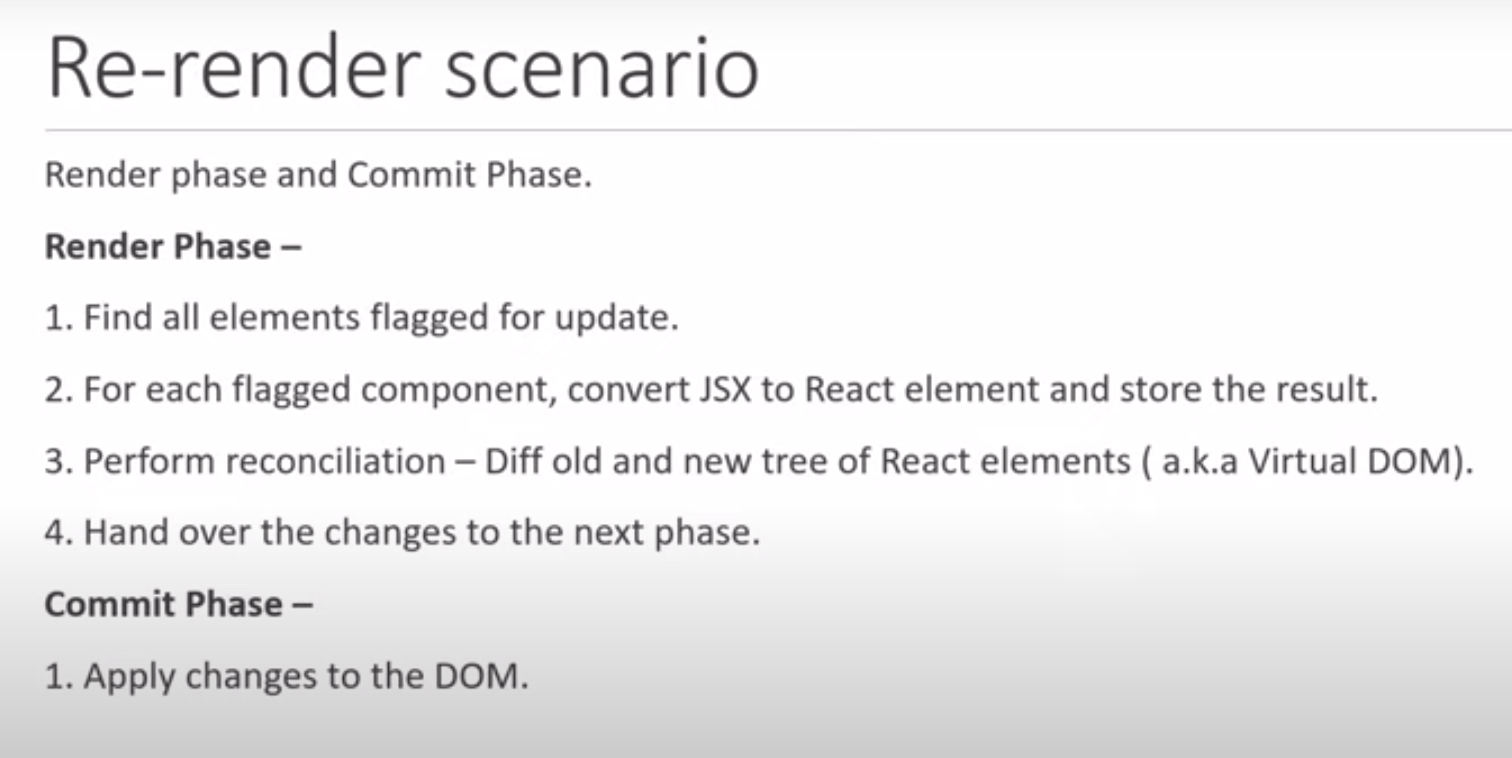 Re-render scenario
Render phase and Commit Phase.
Render Phase –
1. Find all elements flagged for update.
2. For each flagged component, convert JSX to React element and store the result.
3. Perform reconciliation – Diff old and new tree of React elements ( a.k.a Virtual DOM).
4. Hand over the changes to the next phase.
Commit Phase –
1. Apply changes to the DOM.